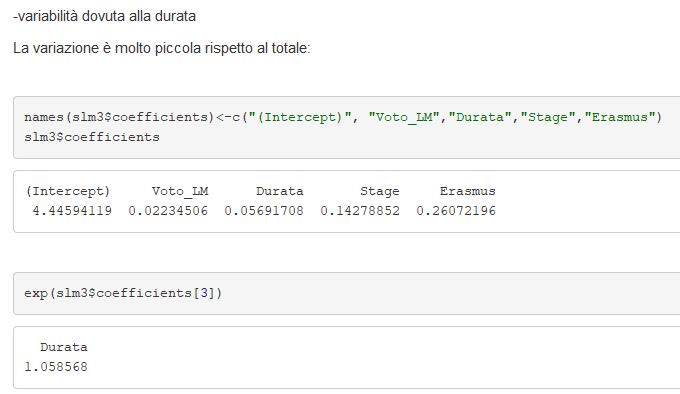 -variabilità dovuta alla durata
La variazione è molto piccola rispetto al totale:
names(slm3$coefficients)<-c("(Intercept)", "Voto_LM","Durata","Stage","Erasmus")
slm3$coefficients
(Intercept) Voto_LM Durata Stage Erasmus
4.44594119 0.02234506 0.05691708 0.14278852 0.26072196
exp(slm3$coefficients[3])
Durata
1.058568